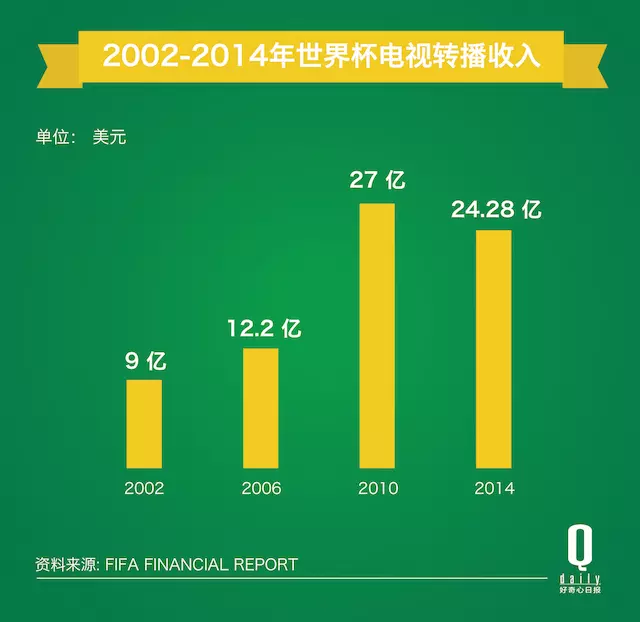 2002-2014年世界杯电视转播收入
单位： 美元
27 亿
24.28 亿
12.2 亿
9 亿
2002 2006 2010 2014
资料来源: FIFA FINANCIAL REPORT
Q
daily
好奇心日报